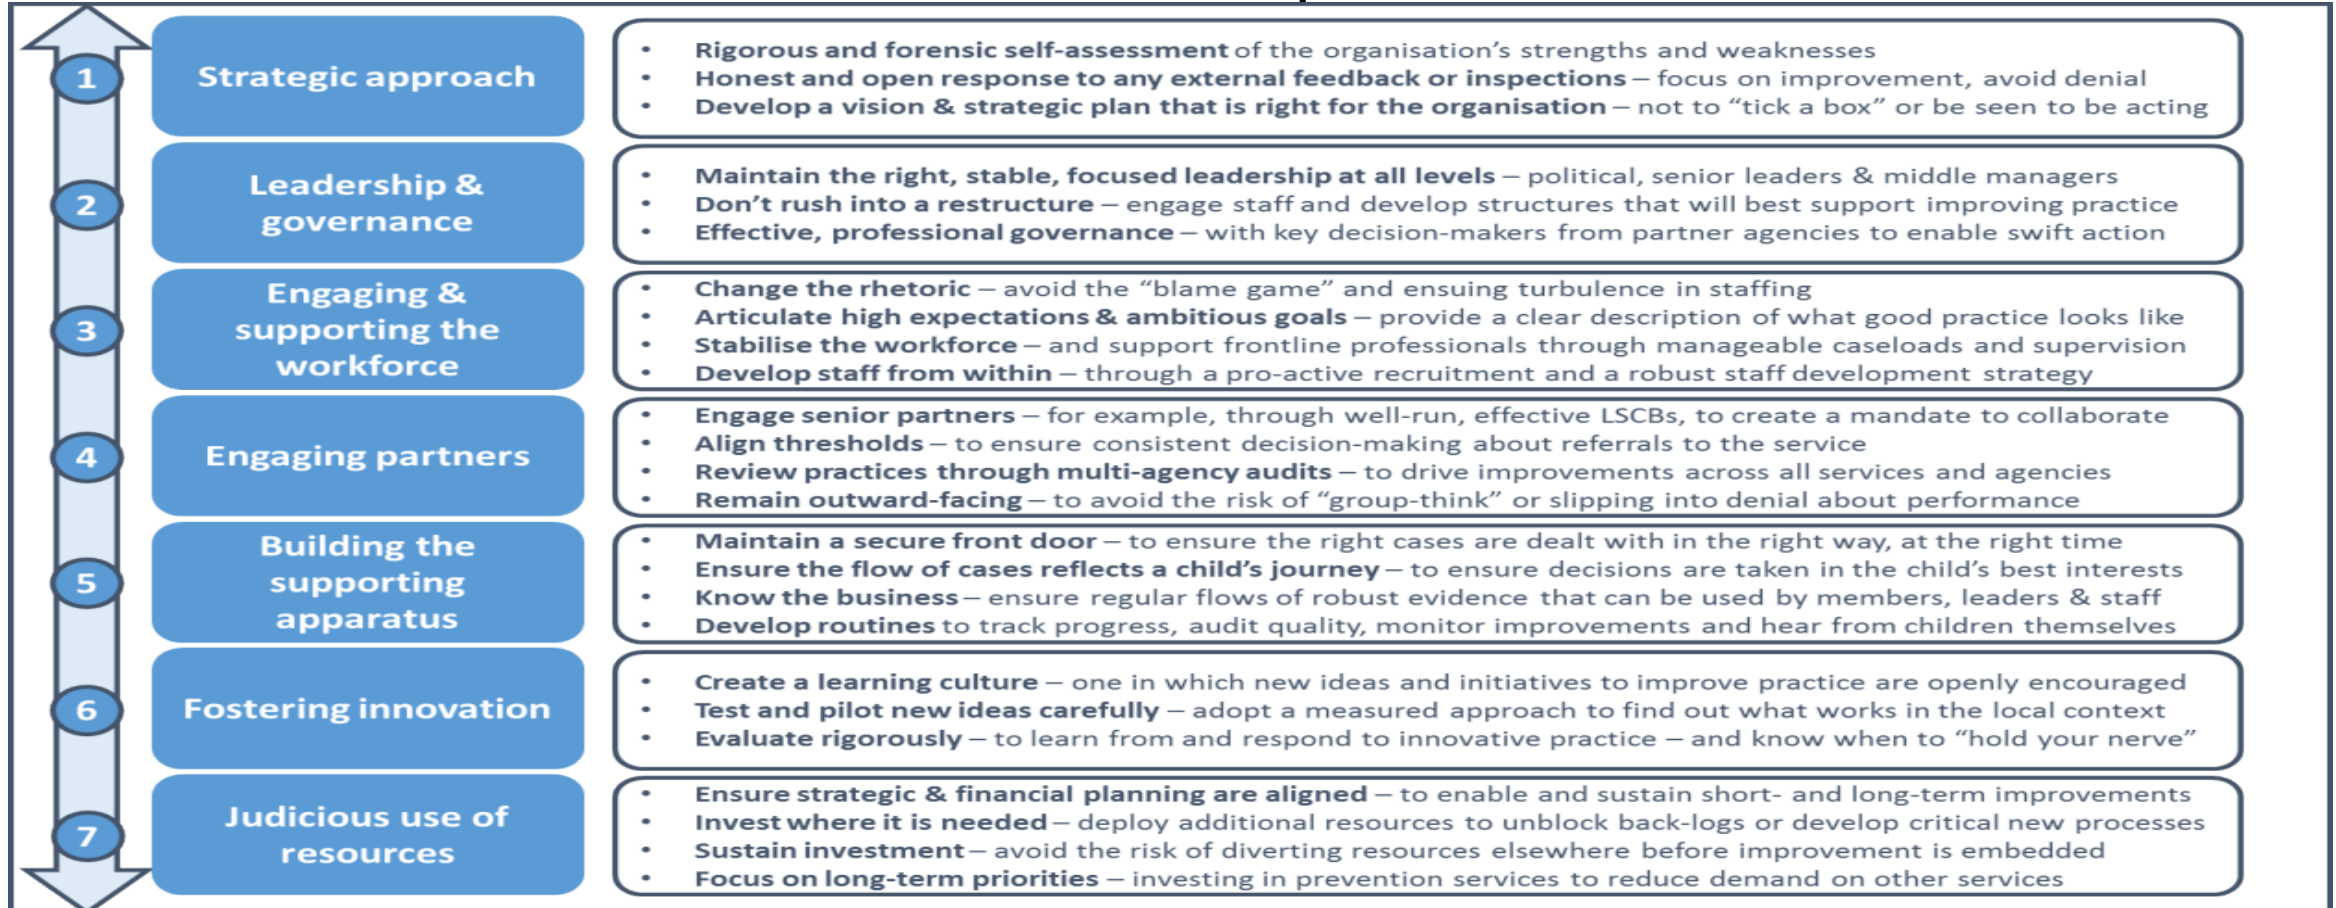 1
Strategic approach
• Rigorous and forensic self-assessment of the organisation's strengths and weaknesses
• Honest and open response to any external feedback or inspections – focus on improvement, avoid denial
• Develop a vision & strategic plan that is right for the organisation – not to “tick a box” or be seen to be acting
2
Leadership &
governance
• Maintain the right, stable, focused leadership at all levels – political, senior leaders & middle managers
• Don't rush into a restructure – engage staff and develop structures that will best support improving practice
• Effective, professional governance – with key decision-makers from partner agencies to enable swift action
3
Engaging &
supporting the
workforce
• Change the rhetoric – avoid the “blame game” and ensuing turbulence in staffing
• Articulate high expectations & ambitious goals – provide a clear description of what good practice looks like
• Stabilise the workforce – and support frontline professionals through manageable caseloads and supervision
• Develop staff from within – through a pro-active recruitment and a robust staff development strategy
4
Engaging partners
• Engage senior partners – for example, through well-run, effective LSCBs, to create a mandate to collaborate
• Align thresholds – to ensure consistent decision-making about referrals to the service
• Review practices through multi-agency audits – to drive improvements across all services and agencies
• Remain outward-facing – to avoid the risk of “group-think” or slipping into denial about performance
5
Building the
supporting
apparatus
• Maintain a secure front door – to ensure the right cases are dealt with in the right way, at the right time
• Ensure the flow of cases reflects a child's journey – to ensure decisions are taken in the child's best interests
• Know the business – ensure regular flows of robust evidence that can be used by members, leaders & staff
• Develop routines to track progress, audit quality, monitor improvements and hear from children themselves
6
Fostering innovation
• Create a learning culture – one in which new ideas and initiatives to improve practice are openly encouraged
• Test and pilot new ideas carefully – adopt a measured approach to find out what works in the local context
• Evaluate rigorously – to learn from and respond to innovative practice – and know when to “hold your nerve”
7
Judicious use of
resources
• Ensure strategic & financial planning are aligned – to enable and sustain short- and long-term improvements
• Invest where it is needed – deploy additional resources to unblock back-logs or develop critical new processes
• Sustain investment – avoid the risk of diverting resources elsewhere before improvement is embedded
• Focus on long-term priorities – investing in prevention services to reduce demand on other services